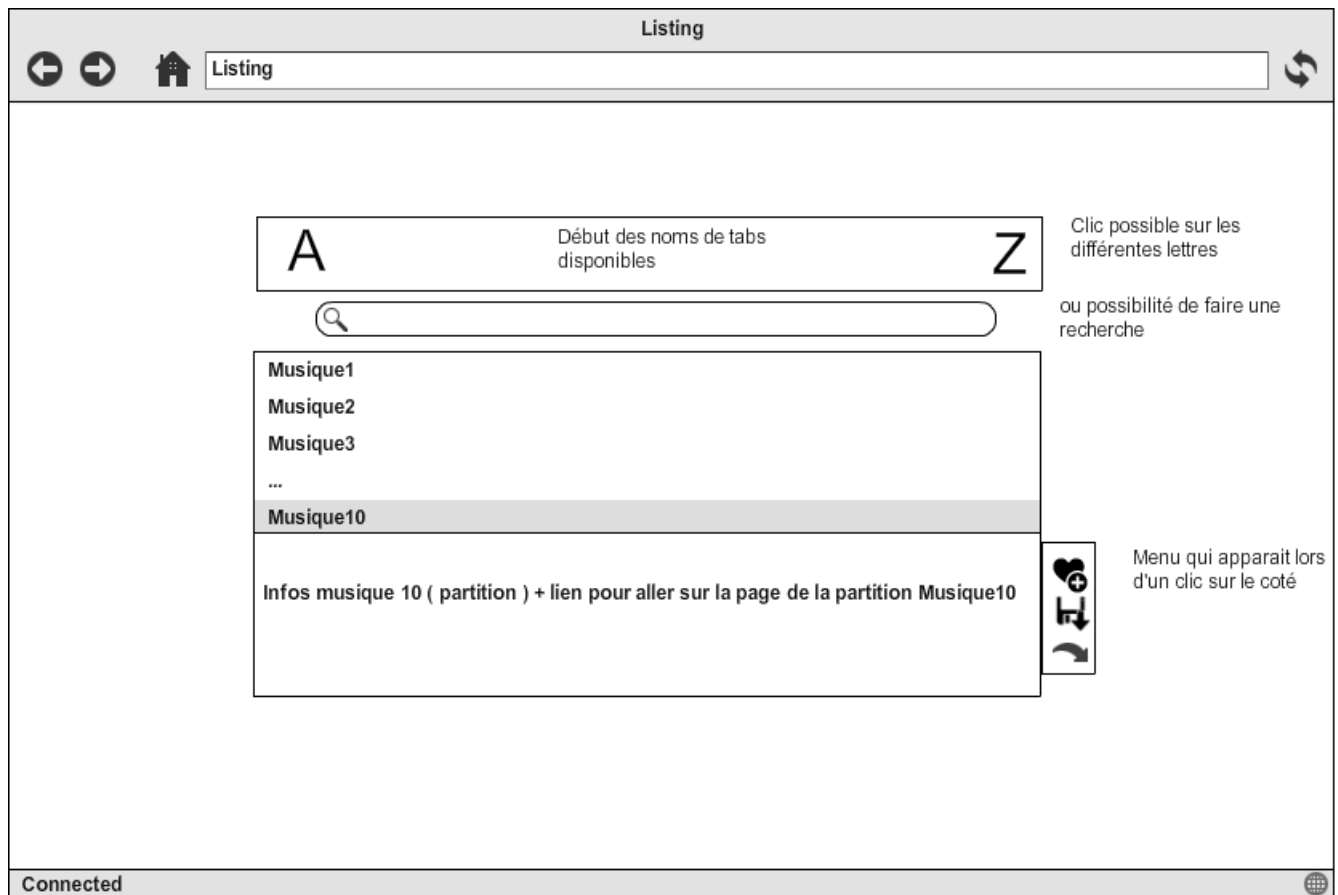 Listing
Listing
A
Début des noms de tabs
disponibles
Z
Clic possible sur les
différentes lettres
ou possibilité de faire une
recherche
Musique1
Musique2
Musique3
...
Musique10
Infos musique 10 ( partition ) + lien pour aller sur la page de la partition Musique10
Menu qui apparait lors
d'un clic sur le coté
Connected